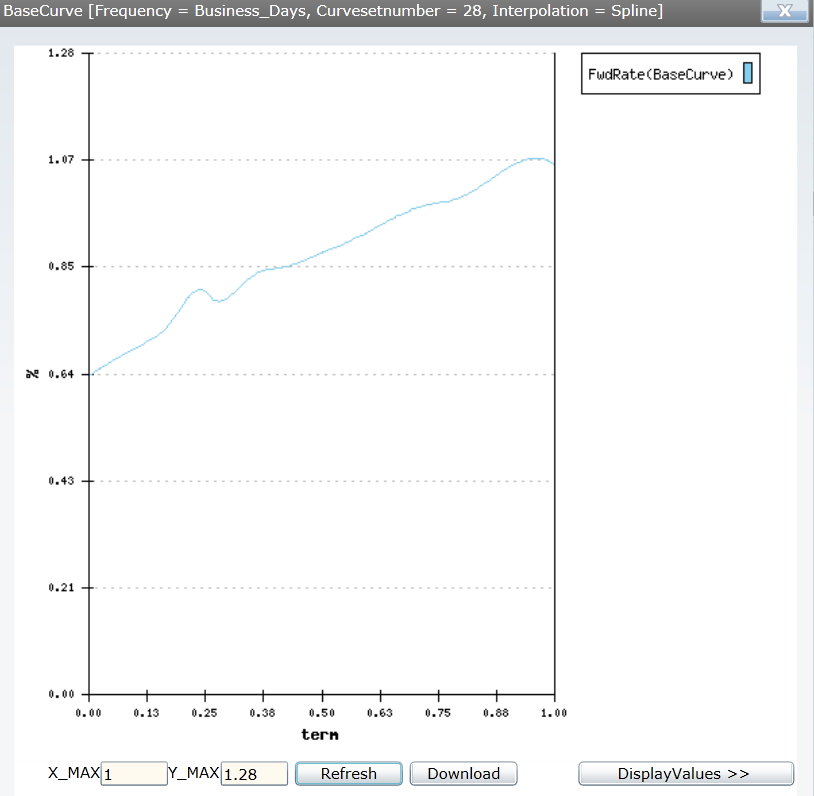 BaseCurve [Frequency = Business_Days, Curvesetnumber = 28, Interpolation = Spline] X
1.28
FwdRate(BaseCurve)
1.07
0.85
% 0.64
0.43
0.21
0.00
0.00 0.13 0.25 0.38 0.50 0.63 0.75 0.88 1.00
term
X_MAX 1 Y_MAX 1.28 Refresh Download DisplayValues >>